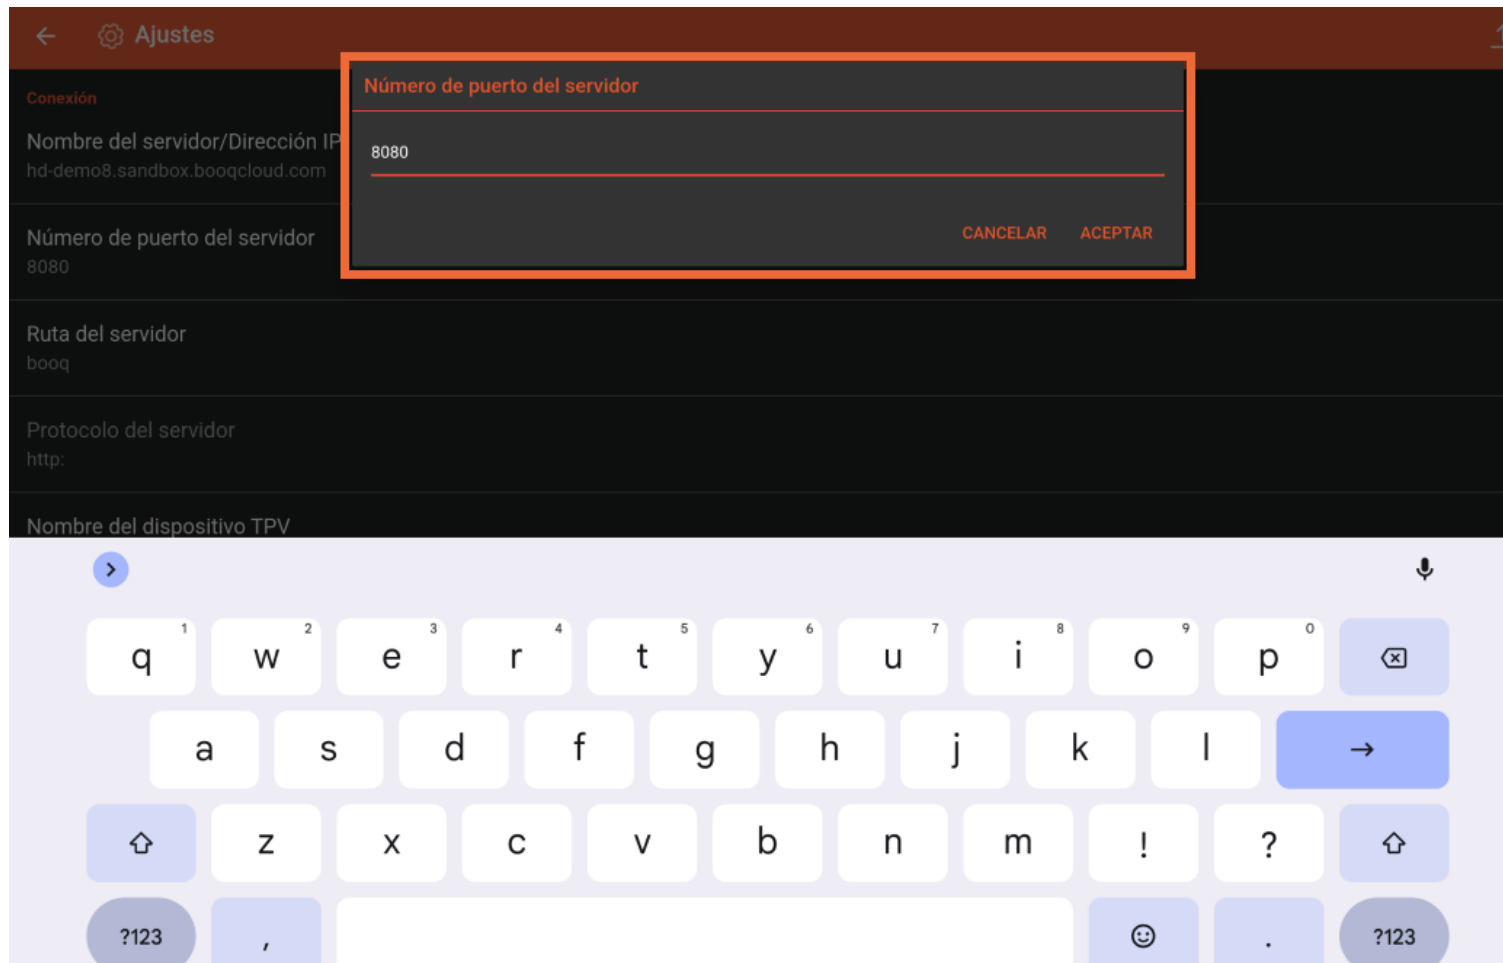 Ajustes
Número de puerto del servidor
Conexión
Nombre del servidor/Dirección IP
8080
hd-demo8.sandbox.booqcloud.com
CANCELAR ACEPTAR
Número de puerto del servidor
8080
Ruta del servidor
booq
Protocolo del servidor
http:
Nombre del dispositivo TPV
1 2 3 4 5 6 7 8 9 0
q w e r t y u i o p
a s d f g h j k l
z x c v b n m ! ?
?123 , . ?123